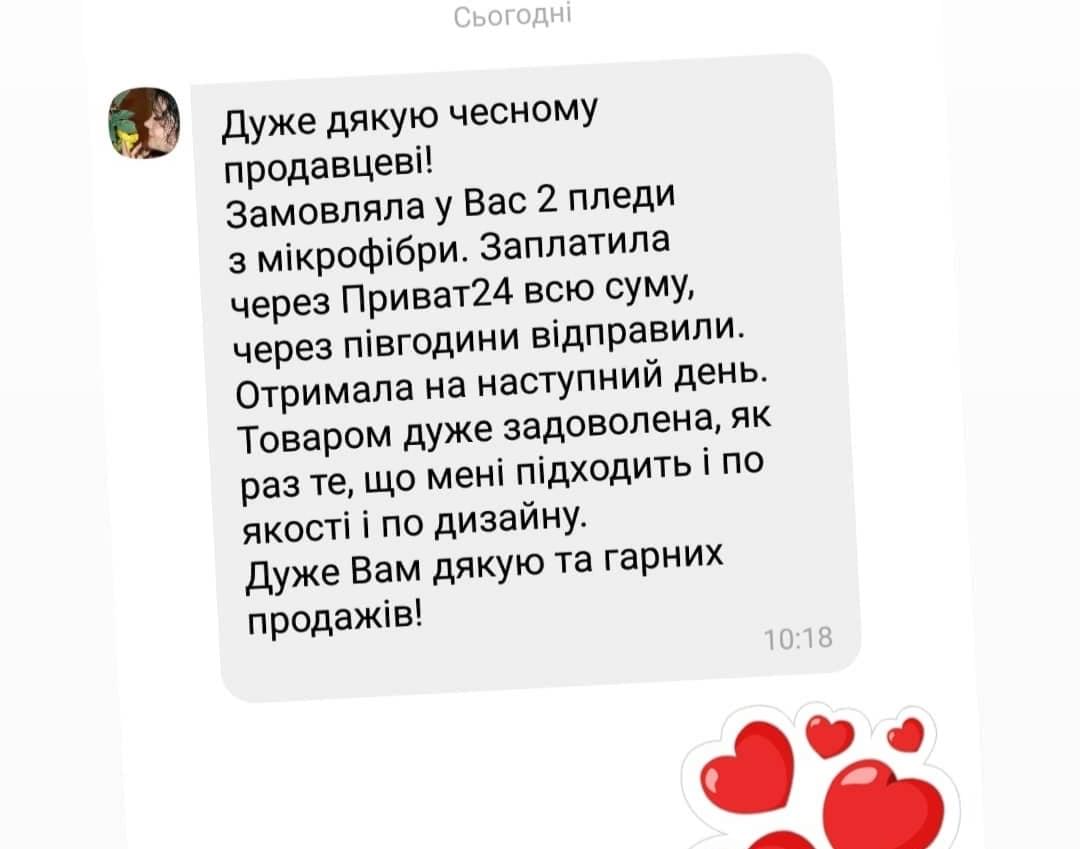 Сьогодні
Дуже дякую чесному
продавцеві!
Замовляла у Вас 2 пледи
з мікрофібри. Заплатила
через Приват24 всю суму,
через півгодини відправили.
Отримала на наступний день.
Товаром дуже задоволена, як
раз те, що мені підходить і по
якості і по дизайну.
Дуже Вам дякую та гарних
продажів!
10:18